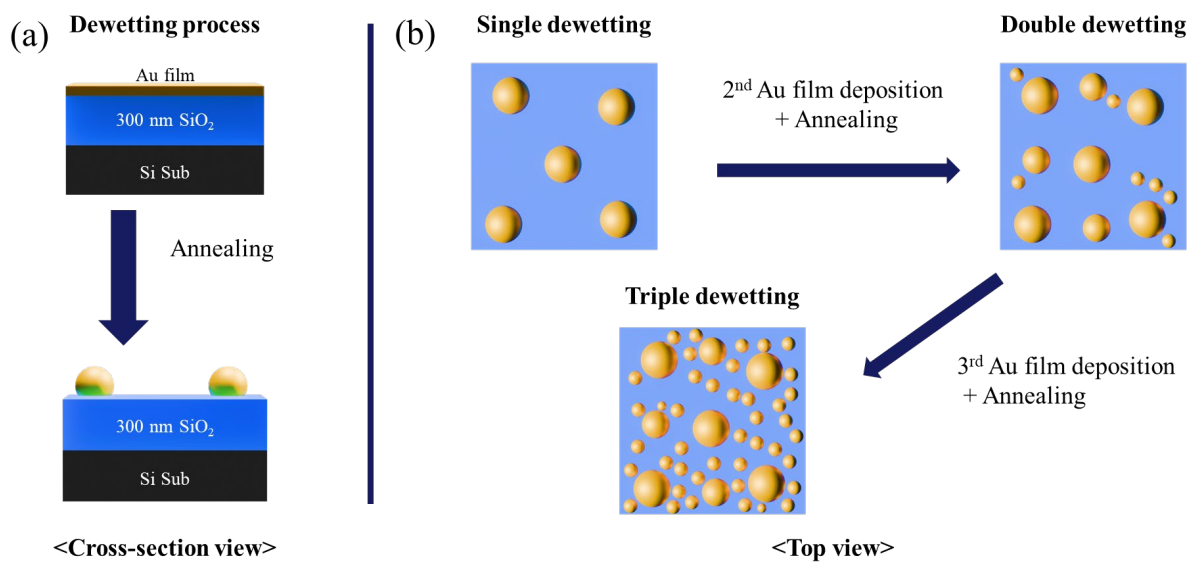 (a)
Dewetting process
Au film
300 nm SiO₂
Si Sub
Annealing
300 nm SiO₂
Si Sub
<Cross-section view>
(b)
Single dewetting
2ⁿᵈ Au film deposition
+ Annealing
Double dewetting
Triple dewetting
3ʳᵈ Au film deposition
+ Annealing
<Top view>